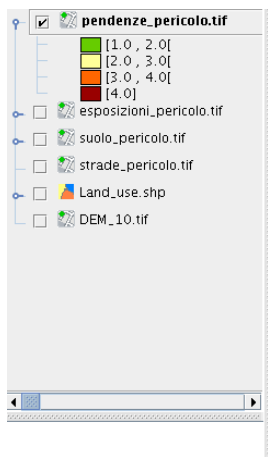 pendenze_pericolo.tif
[1.0 , 2.0[
[2.0 , 3.0[
[3.0 , 4.0[
[4.0]
esposizioni_pericolo.tif
suolo_pericolo.tif
strade_pericolo.tif
Land_use.shp
DEM_10.tif